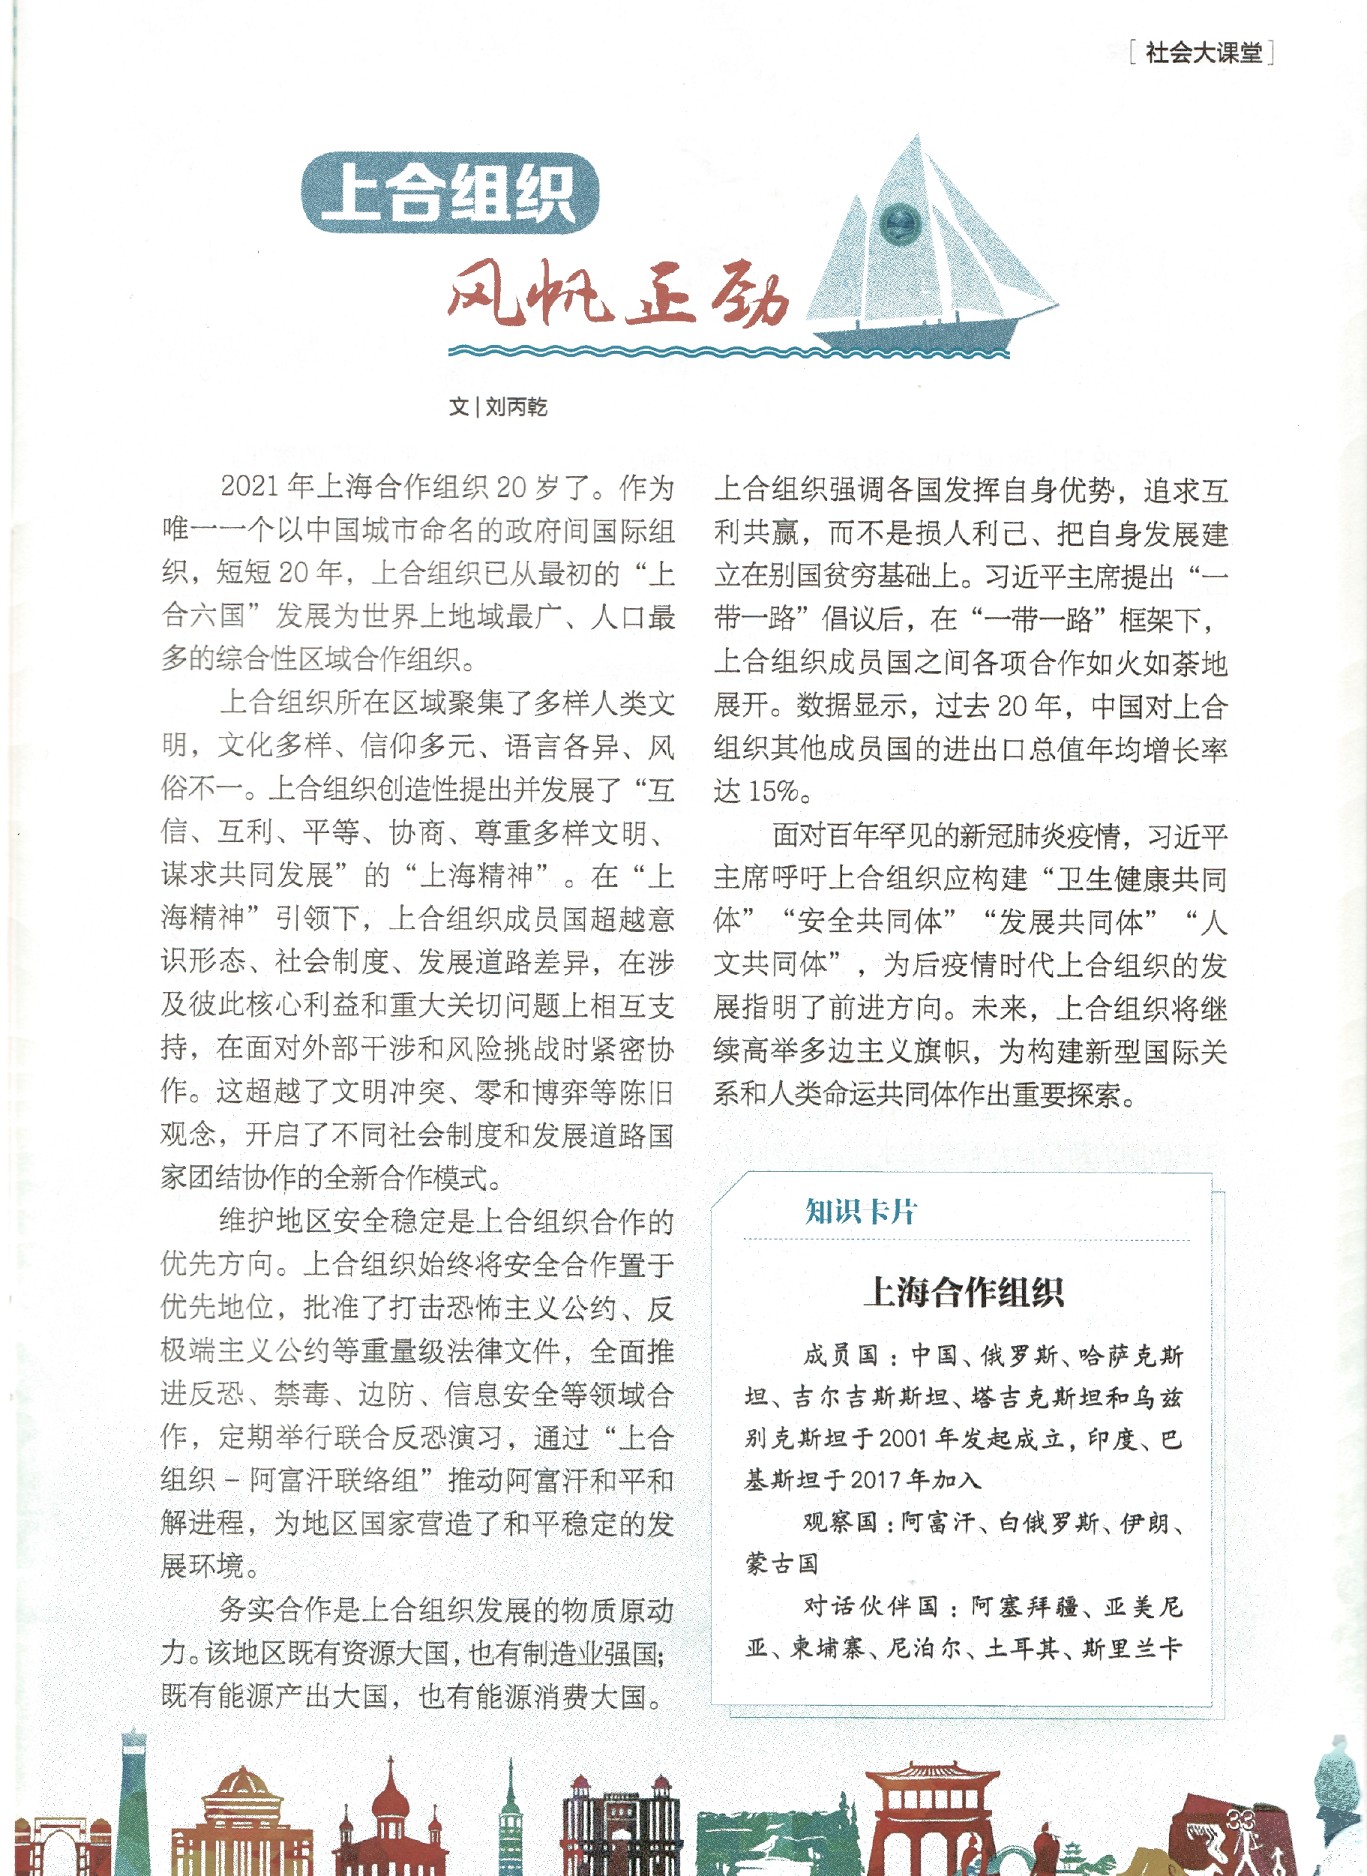 [社会大课堂]
上合组织
风帆正劲
文|刘丙乾
2021年上海合作组织20岁了。作为
唯一一个以中国城市命名的政府间国际组
织，短短20年，上合组织已从最初的“上
合六国”发展为世界上地域最广、人口最
多的综合性区域合作组织。
上合组织所在区域聚集了多样人类文
明，文化多样、信仰多元、语言各异、风
俗不一。上合组织创造性提出并发展了“互
信、互利、平等、协商、尊重多样文明、
谋求共同发展”的“上海精神”。在“上
海精神”引领下，上合组织成员国超越意
识形态、社会制度、发展道路差异，在涉
及彼此核心利益和重大关切问题上相互支
持，在面对外部干涉和风险挑战时紧密协
作。这超越了文明冲突、零和博弈等陈旧
观念，开启了不同社会制度和发展道路国
家团结协作的全新合作模式。
维护地区安全稳定是上合组织合作的
优先方向。上合组织始终将安全合作置于
优先地位，批准了打击恐怖主义公约、反
极端主义公约等重量级法律文件，全面推
进反恐、禁毒、边防、信息安全等领域合
作，定期举行联合反恐演习，通过“上合
组织－阿富汗联络组”推动阿富汗和平和
解进程，为地区国家营造了和平稳定的发
展环境。
务实合作是上合组织发展的物质原动
力。该地区既有资源大国，也有制造业强国；
既有能源产出大国，也有能源消费大国。
上合组织强调各国发挥自身优势，追求互
利共赢，而不是损人利己、把自身发展建
立在别国贫穷基础上。习近平主席提出“一
带一路”倡议后，在“一带一路”框架下，
上合组织成员国之间各项合作如火如荼地
展开。数据显示，过去20年，中国对上合
组织其他成员国的进出口总值年均增长率
达15%。
面对百年罕见的新冠肺炎疫情，习近平
主席呼吁上合组织应构建“卫生健康共同
体”“安全共同体”“发展共同体”“人
文共同体”，为后疫情时代上合组织的发
展指明了前进方向。未来，上合组织将继
续高举多边主义旗帜，为构建新型国际关
系和人类命运共同体作出重要探索。
知识卡片
上海合作组织
成员国：中国、俄罗斯、哈萨克斯
坦、吉尔吉斯斯坦、塔吉克斯坦和乌兹
别克斯坦于2001年发起成立，印度、巴
基斯坦于2017年加入
观察国：阿富汗、白俄罗斯、伊朗、
蒙古国
对话伙伴国：阿塞拜疆、亚美尼
亚、柬埔寨、尼泊尔、土耳其、斯里兰卡
33